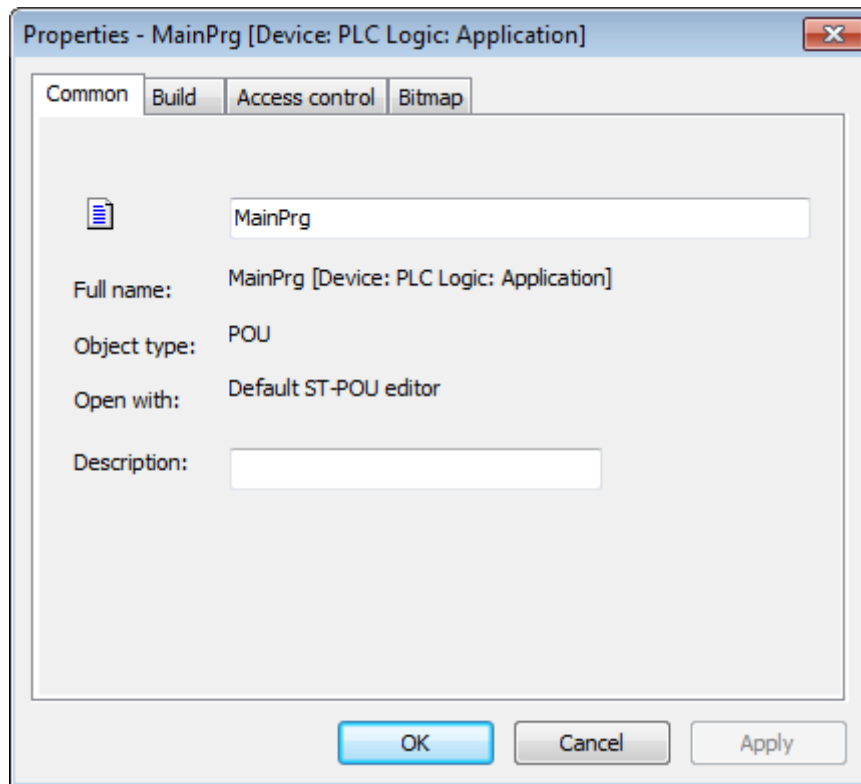 Properties - MainPrg [Device: PLC Logic: Application]
Common Build Access control Bitmap
MainPrg
Full name: MainPrg [Device: PLC Logic: Application]
Object type: POU
Open with: Default ST-POU editor
Description:
OK Cancel Apply